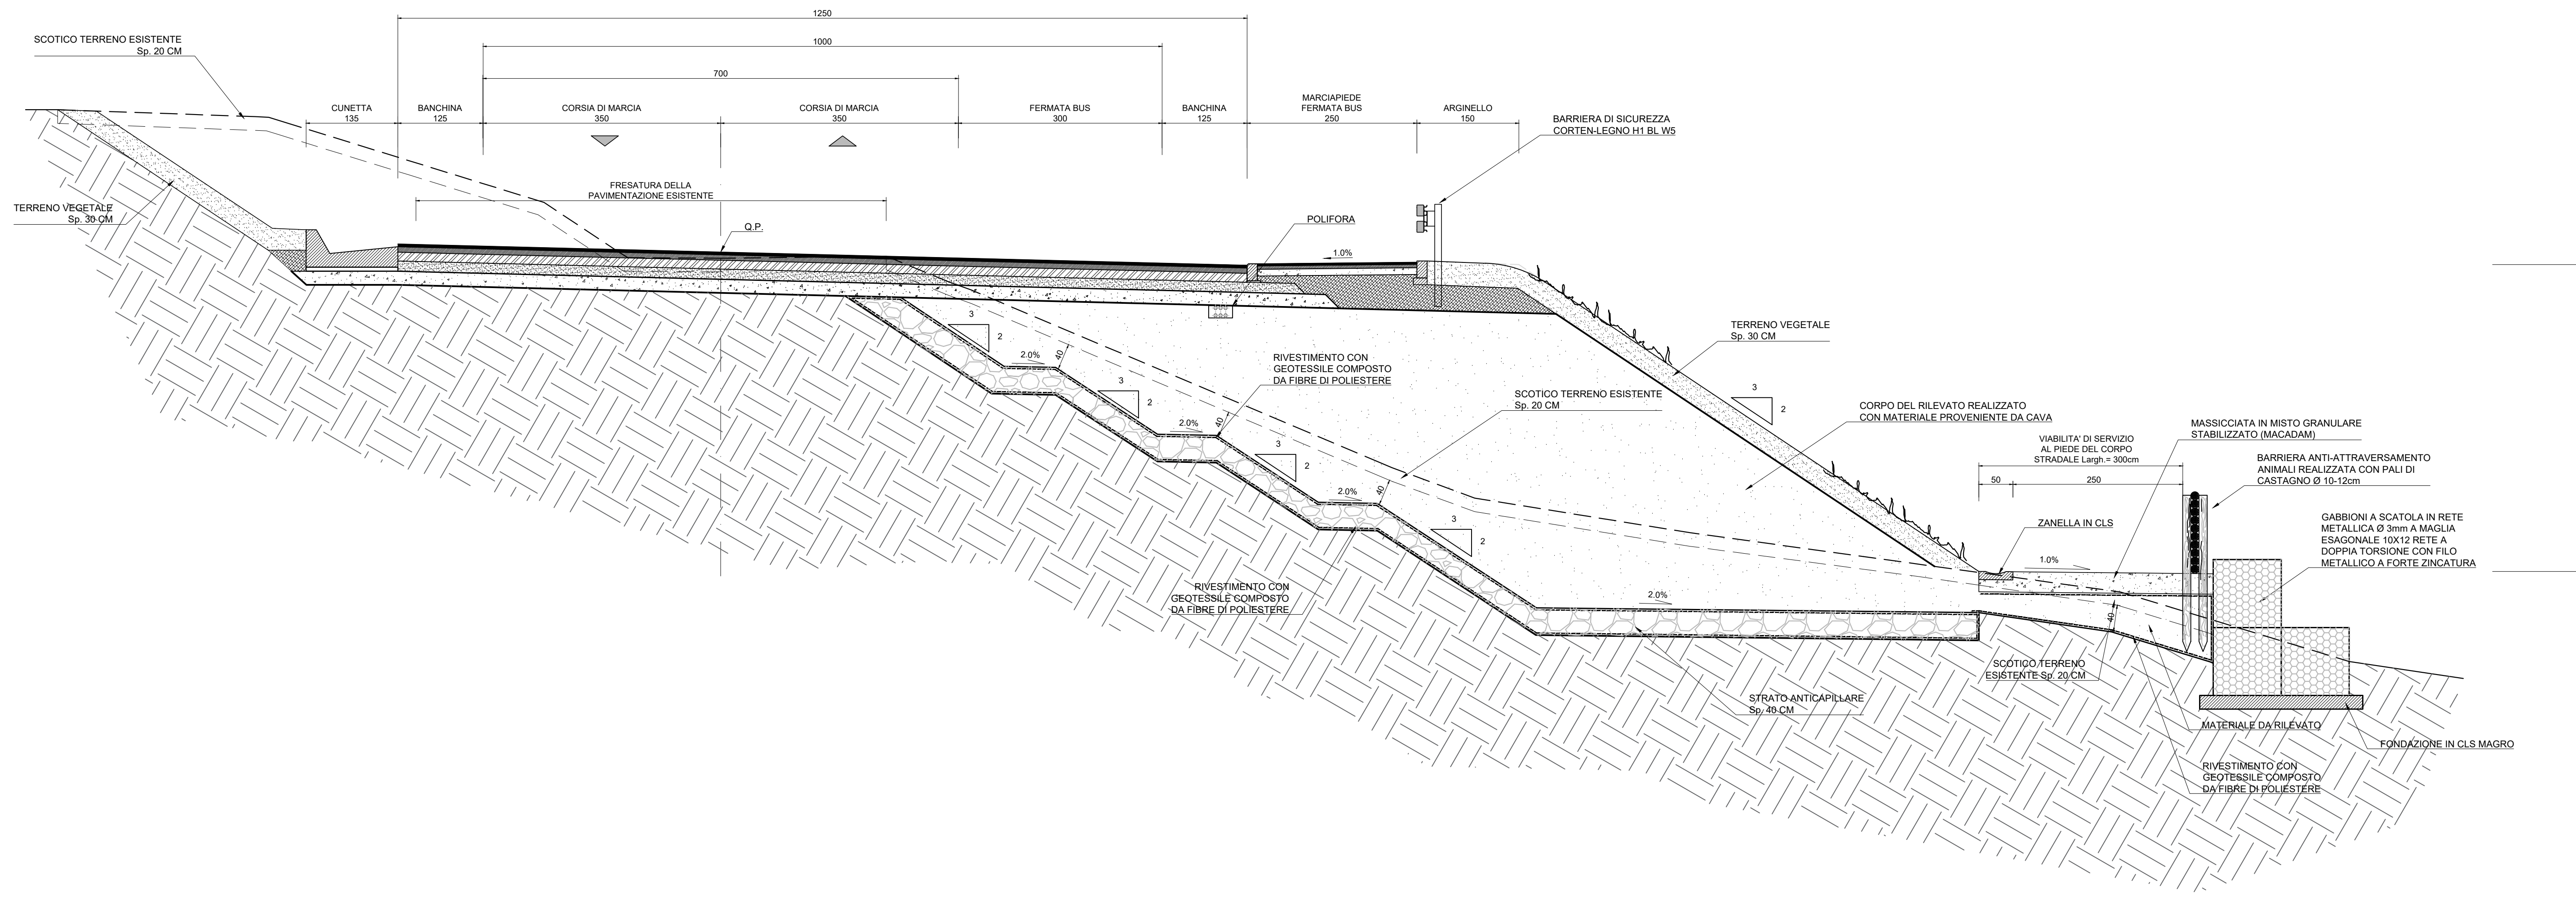 1250
1000
700
SCOTICO TERRENO ESISTENTE
Sp. 20 CM
CUNETTA
135
BANCHINA
125
CORSIA DI MARCIA
350
CORSIA DI MARCIA
350
FERMATA BUS
300
BANCHINA
125
MARCIAPIEDE
FERMATA BUS
250
ARGINELLO
150
BARRIERA DI SICUREZZA
CORTEN-LEGNO H1 BL W5
FRESATURA DELLA
PAVIMENTAZIONE ESISTENTE
TERRENO VEGETALE
Sp. 30 CM
Q.P.
POLIFORA
1.0%
3
2
2.0%
40
3
2
2.0%
40
3
2
2.0%
40
3
2
2.0%
RIVESTIMENTO CON
GEOTESSILE COMPOSTO
DA FIBRE DI POLIESTERE
SCOTICO TERRENO ESISTENTE
Sp. 20 CM
TERRENO VEGETALE
Sp. 30 CM
3
2
CORPO DEL RILEVATO REALIZZATO
CON MATERIALE PROVENIENTE DA CAVA
VIABILITA' DI SERVIZIO
AL PIEDE DEL CORPO
STRADALE Largh.= 300cm
50
250
MASSICCIATA IN MISTO GRANULARE
STABILIZZATO (MACADAM)
BARRIERA ANTI-ATTRAVERSAMENTO
ANIMALI REALIZZATA CON PALI DI
CASTAGNO Ø 10-12cm
ZANELLA IN CLS
GABBIONI A SCATOLA IN RETE
METALLICA Ø 3mm A MAGLIA
ESAGONALE 10X12 RETE A
DOPPIA TORSIONE CON FILO
METALLICO A FORTE ZINCATURA
1.0%
40
RIVESTIMENTO CON
GEOTESSILE COMPOSTO
DA FIBRE DI POLIESTERE
SCOTICO TERRENO
ESISTENTE Sp. 20 CM
STRATO ANTICAPILLARE
Sp. 40 CM
MATERIALE DA RILEVATO
FONDAZIONE IN CLS MAGRO
RIVESTIMENTO CON
GEOTESSILE COMPOSTO
DA FIBRE DI POLIESTERE